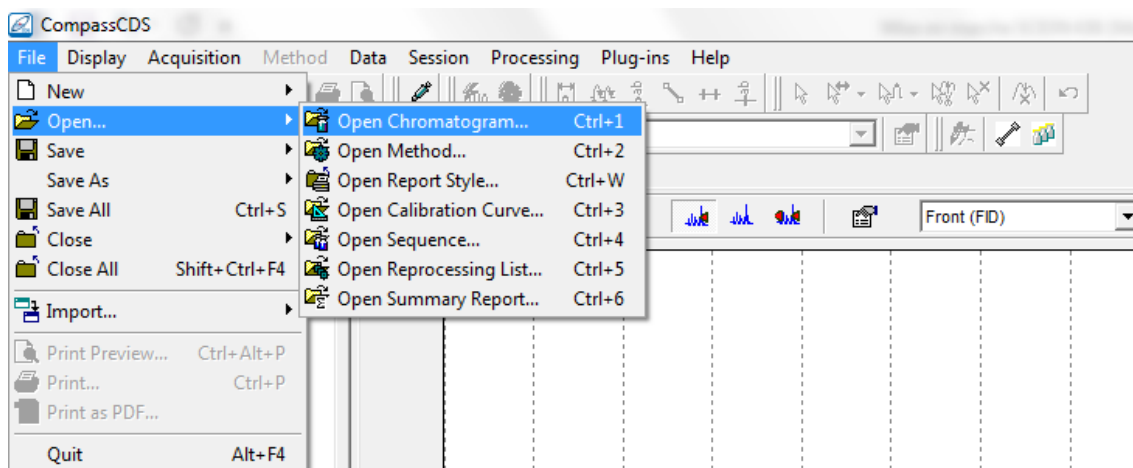 CompassCDS
File Display Acquisition Method Data Session Processing Plug-ins Help
New
Open...
Save
Save As
Save All Ctrl+S
Close
Close All Shift+Ctrl+F4
Import...
Print Preview... Ctrl+Alt+P
Print... Ctrl+P
Print as PDF...
Quit Alt+F4
Open Chromatogram... Ctrl+1
Open Method... Ctrl+2
Open Report Style... Ctrl+W
Open Calibration Curve... Ctrl+3
Open Sequence... Ctrl+4
Open Reprocessing List... Ctrl+5
Open Summary Report... Ctrl+6
Front (FID)